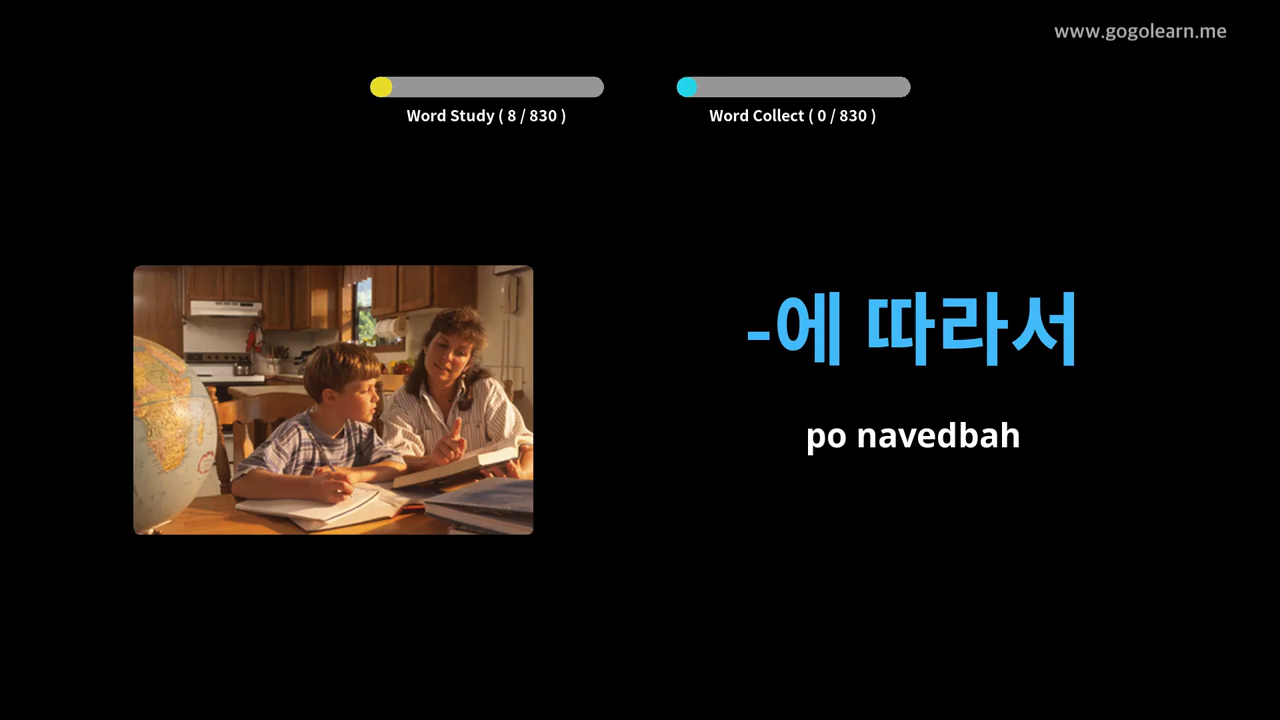 www.gogolearn.me
Word Study ( 8 / 830 )
Word Collect ( 0 / 830 )
-에 따라서
po navedbah